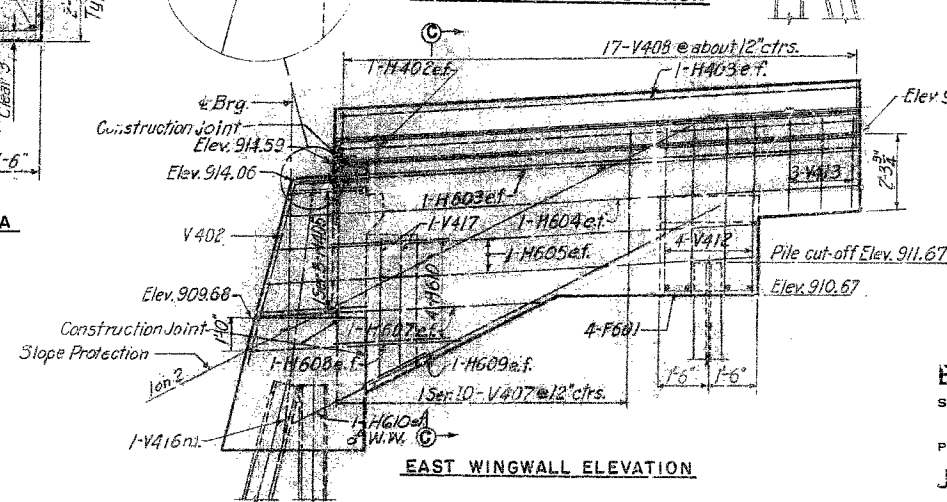 17-V408 @ about 12" ctrs.
1-H402 e.f.
1-H403 e.f.
Brg.
Construction Joint
Elev. 914.59
Elev. 914.06
Elev. 9
2'-3¾"
3-V413
1-H603 e.f.
1-V417
1-H604 e.f.
V402
1-H605 e.f.
4-V412
Pile cut-off Elev. 911.67
Elev. 910.67
Elev. 909.68
Construction Joint
1'-0"
Slope Protection
1 on 2
1-H607 e.f.
1-H608 e.f.
1-H609 e.f.
4-F601
1'-6"
1'-6"
1 Ser. 10-V407 @ 12" ctrs.
1-V416
1-H610
W.W.
C
C
EAST WINGWALL ELEVATION
Clear 3
-6"
A